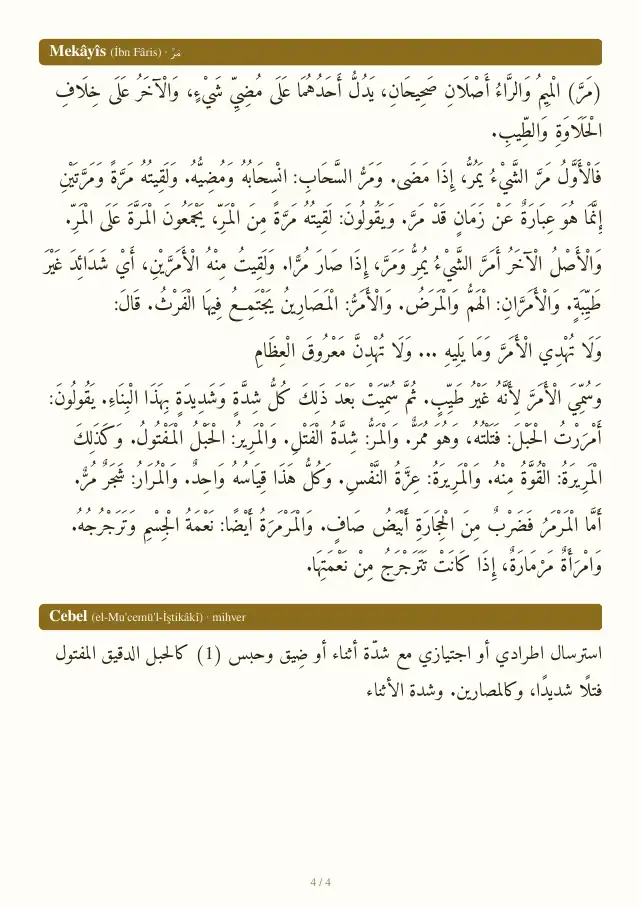 Mekâyîs (İbn Fâris) · مَرَّ
(مَرَّ) الْمِيمُ وَالرَّاءُ أَصْلَانِ صَحِيحَانِ، يَدُلُّ أَحَدُهُمَا عَلَى مُضِيِّ شَيْءٍ، وَالْآخَرُ عَلَى خِلَافِ
الْحَلَاوَةِ وَالطِّيبِ.
فَالْأَوَّلُ مَرَّ الشَّيْءُ يَمُرُّ، إِذَا مَضَى. وَمَرُّ السَّحَابِ: انْسِحَابُهُ وَمُضِيُّهُ. وَلَقِيتُهُ مَرَّةً وَمَرَّتَيْنِ
إِنَّمَا هُوَ عِبَارَةٌ عَنْ زَمَانٍ قَدْ مَرَّ. وَيَقُولُونَ: لَقِيتُهُ مَرَّةً مِنَ الْمَرِّ، يَجْمَعُونَ الْمَرَّةَ عَلَى الْمَرِّ.
وَالْأَصْلُ الْآخَرُ أَمَرَّ الشَّيْءُ يُمِرُّ وَمَرَّ، إِذَا صَارَ مُرًّا. وَلَقِيتُ مِنْهُ الْأَمَرَّيْنِ، أَيْ شَدَائِدَ غَيْرَ
طَيِّبَةٍ. وَالْأَمَرَّانِ: الْهَمُّ وَالْمَرَضُ. وَالْأَمَرُّ: الْمَصَارِينُ يَجْتَمِعُ فِيهَا الْفَرْثُ. قَالَ:
وَلَا تُهْدِي الْأَمَرَّ وَمَا يَلِيهِ ... وَلَا تُهْدِنَّ مَعْرُوقَ الْعِظَامِ
وَسُمِّيَ الْأَمَرَّ لِأَنَّهُ غَيْرُ طَيِّبٍ. ثُمَّ سُمِّيَتْ بَعْدَ ذَلِكَ كُلُّ شِدَّةٍ وَشَدِيدَةٍ بِهَذَا الْبِنَاءِ. يَقُولُونَ:
أَمْرَرْتُ الْحَبْلَ: فَتَلْتُهُ، وَهُوَ مُمَرٌّ. وَالْمَرُّ: شِدَّةُ الْفَتْلِ. وَالْمَرِيرُ: الْحَبْلُ الْمَفْتُولُ. وَكَذَلِكَ
الْمَرِيرَةُ: الْقُوَّةُ مِنْهُ. وَالْمَرِيرَةُ: عِزَّةُ النَّفْسِ. وَكُلُّ هَذَا قِيَاسُهُ وَاحِدٌ. وَالْمُرَارُ: شَجَرٌ مُرٌّ.
أَمَّا الْمَرْمَرُ فَضَرْبٌ مِنَ الْحِجَارَةِ أَبْيَضُ صَافٍ. وَالْمَرْمَرَةُ أَيْضًا: نَعْمَةُ الْجِسْمِ وَتَرَجْرُجُهُ.
وَامْرَأَةٌ مَرْمَارَةٌ، إِذَا كَانَتْ تَتَرَجْرَجُ مِنْ نَعْمَتِهَا.
Cebel (el-Mu'cemü'l-İştikâkî) · mihver
استرسال اطرادي أو اجتيازي مع شدّة أثناء أو ضِيق وحبس (1) كالحبل الدقيق المفتول
فتلًا شديدًا، وكالمصارين. وشدة الأثناء
4 / 4